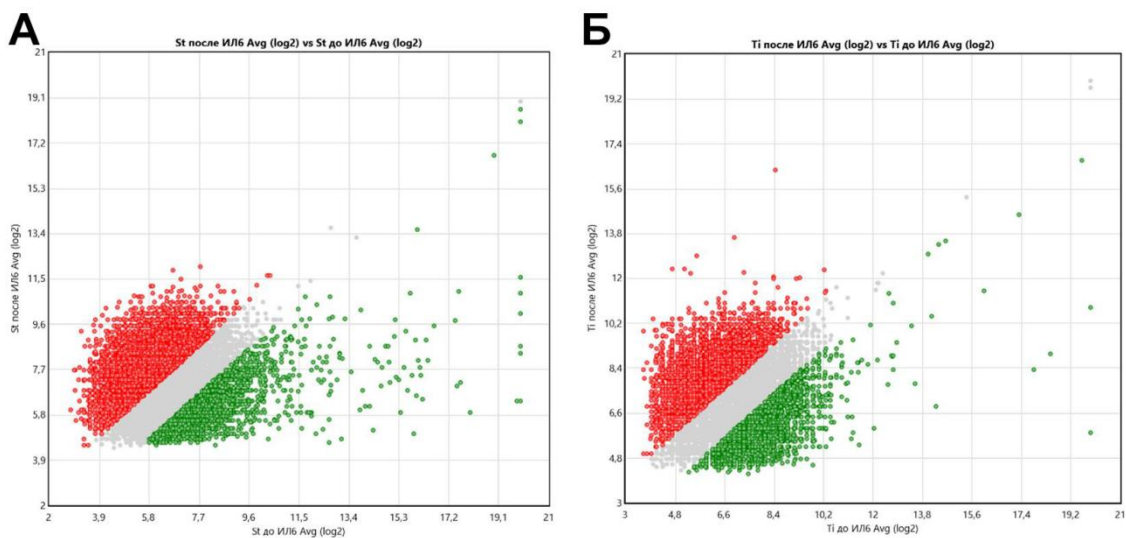 А
St после ИЛ6 Avg (log2) vs St до ИЛ6 Avg (log2)
St после ИЛ6 Avg (log2)
21
19,1
17,2
15,3
13,4
11,5
9,6
7,7
5,8
3,9
2
2 3,9 5,8 7,7 9,6 11,5 13,4 15,3 17,2 19,1 21
St до ИЛ6 Avg (log2)
Б
Ti после ИЛ6 Avg (log2) vs Ti до ИЛ6 Avg (log2)
Ti после ИЛ6 Avg (log2)
21
19,2
17,4
15,6
13,8
12
10,2
8,4
6,6
4,8
3
3 4,8 6,6 8,4 10,2 12 13,8 15,6 17,4 19,2 21
Ti до ИЛ6 Avg (log2)